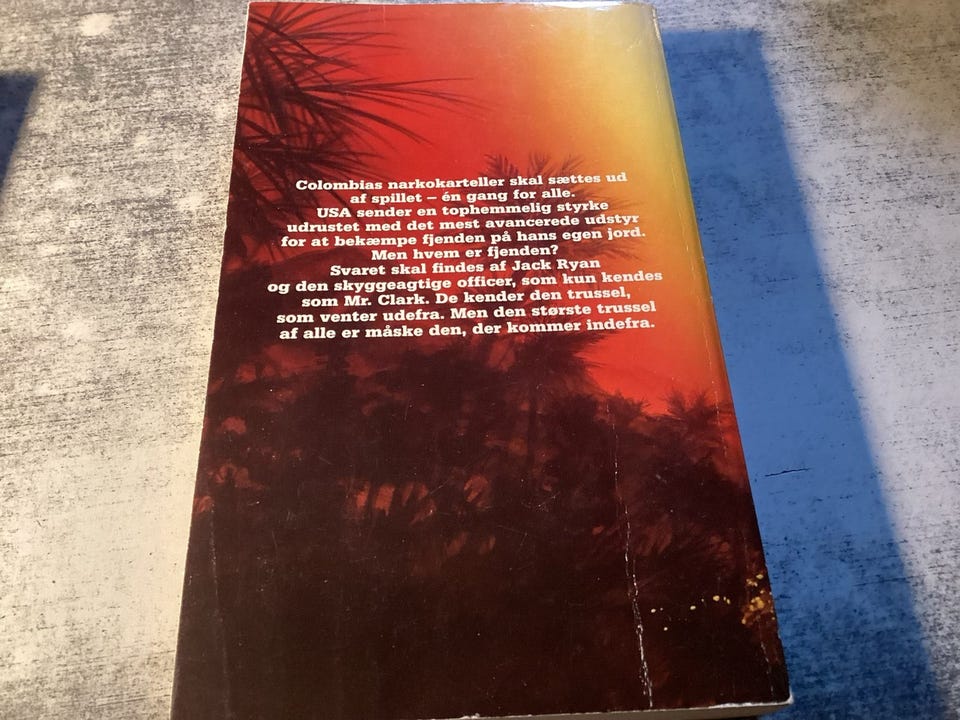 Colombias narkokarteller skal sættes ud
af spillet – én gang for alle.
USA sender en tophemmelig styrke
udrustet med det mest avancerede udstyr
for at bekæmpe fjenden på hans egen jord.
Men hvem er fjenden?
Svaret skal findes af Jack Ryan
og den skyggeagtige officer, som kun kendes
som Mr. Clark. De kender den trussel,
som venter udefra. Men den største trussel
af alle er måske den, der kommer indefra.